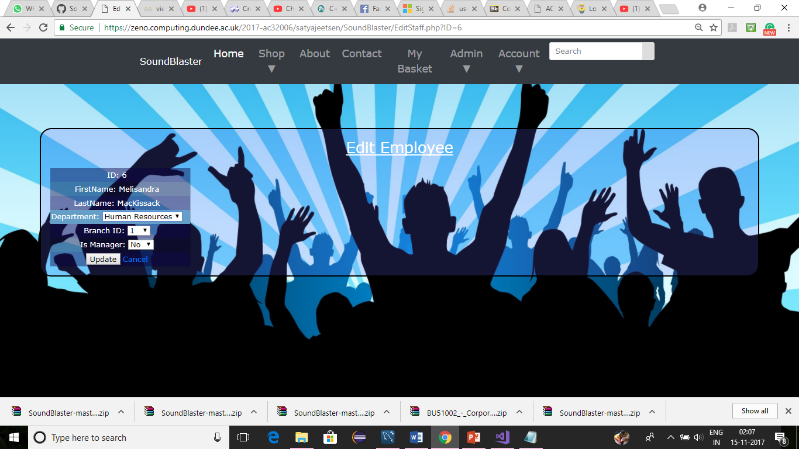 Secure https://zeno.computing.dundee.ac.uk/2017-ac32006/satyajeetsen/SoundBlaster/EditStaff.php?ID=6
SoundBlaster Home Shop ▼ About Contact My Basket Admin ▼ Account ▼ Search
Edit Employee
ID: 6
FirstName: Melisandra
LastName: MacKissack
Department: Human Resources
Branch ID: 1
Is Manager: No
Update Cancel
SoundBlaster-mast....zip SoundBlaster-mast....zip SoundBlaster-mast....zip BU51002_-_Corpor....zip SoundBlaster-mast....zip Show all
Type here to search
ENG
IN
02:07
15-11-2017